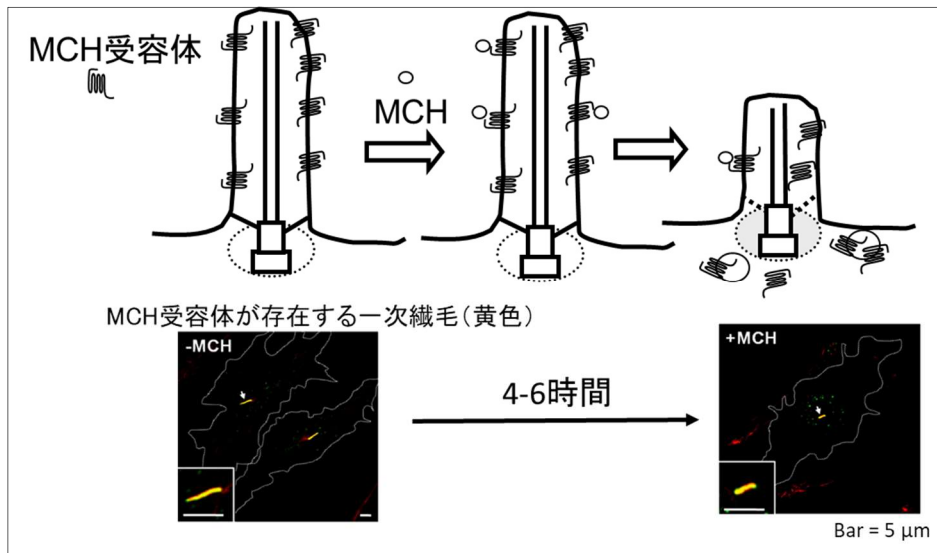 MCH受容体
MCH
MCH受容体が存在する一次繊毛(黄色)
-MCH
4-6時間
+MCH
Bar = 5 μm